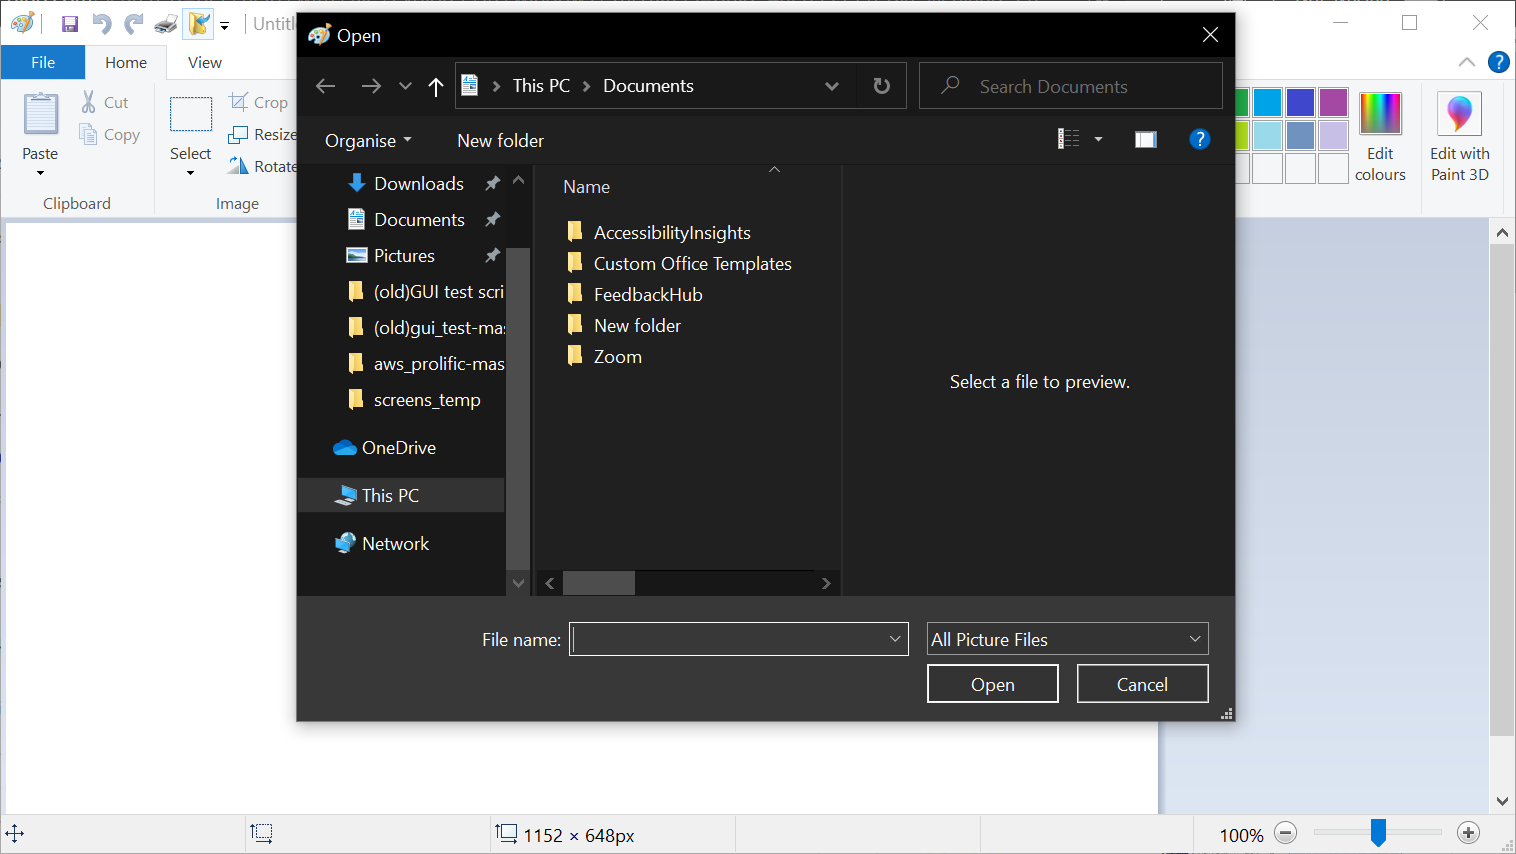 Open
File
Home
View
This PC
Documents
Search Documents
Organise
New folder
Paste
Cut
Copy
Clipboard
Select
Crop
Resize
Rotate
Image
Edit
colours
Edit with
Paint 3D
Downloads
Documents
Pictures
(old)GUI test scri
(old)gui_test-mas
aws_prolific-mas
screens_temp
OneDrive
This PC
Network
Name
AccessibilityInsights
Custom Office Templates
FeedbackHub
New folder
Zoom
Select a file to preview.
File name:
All Picture Files
Open
Cancel
1152 × 648px
100%